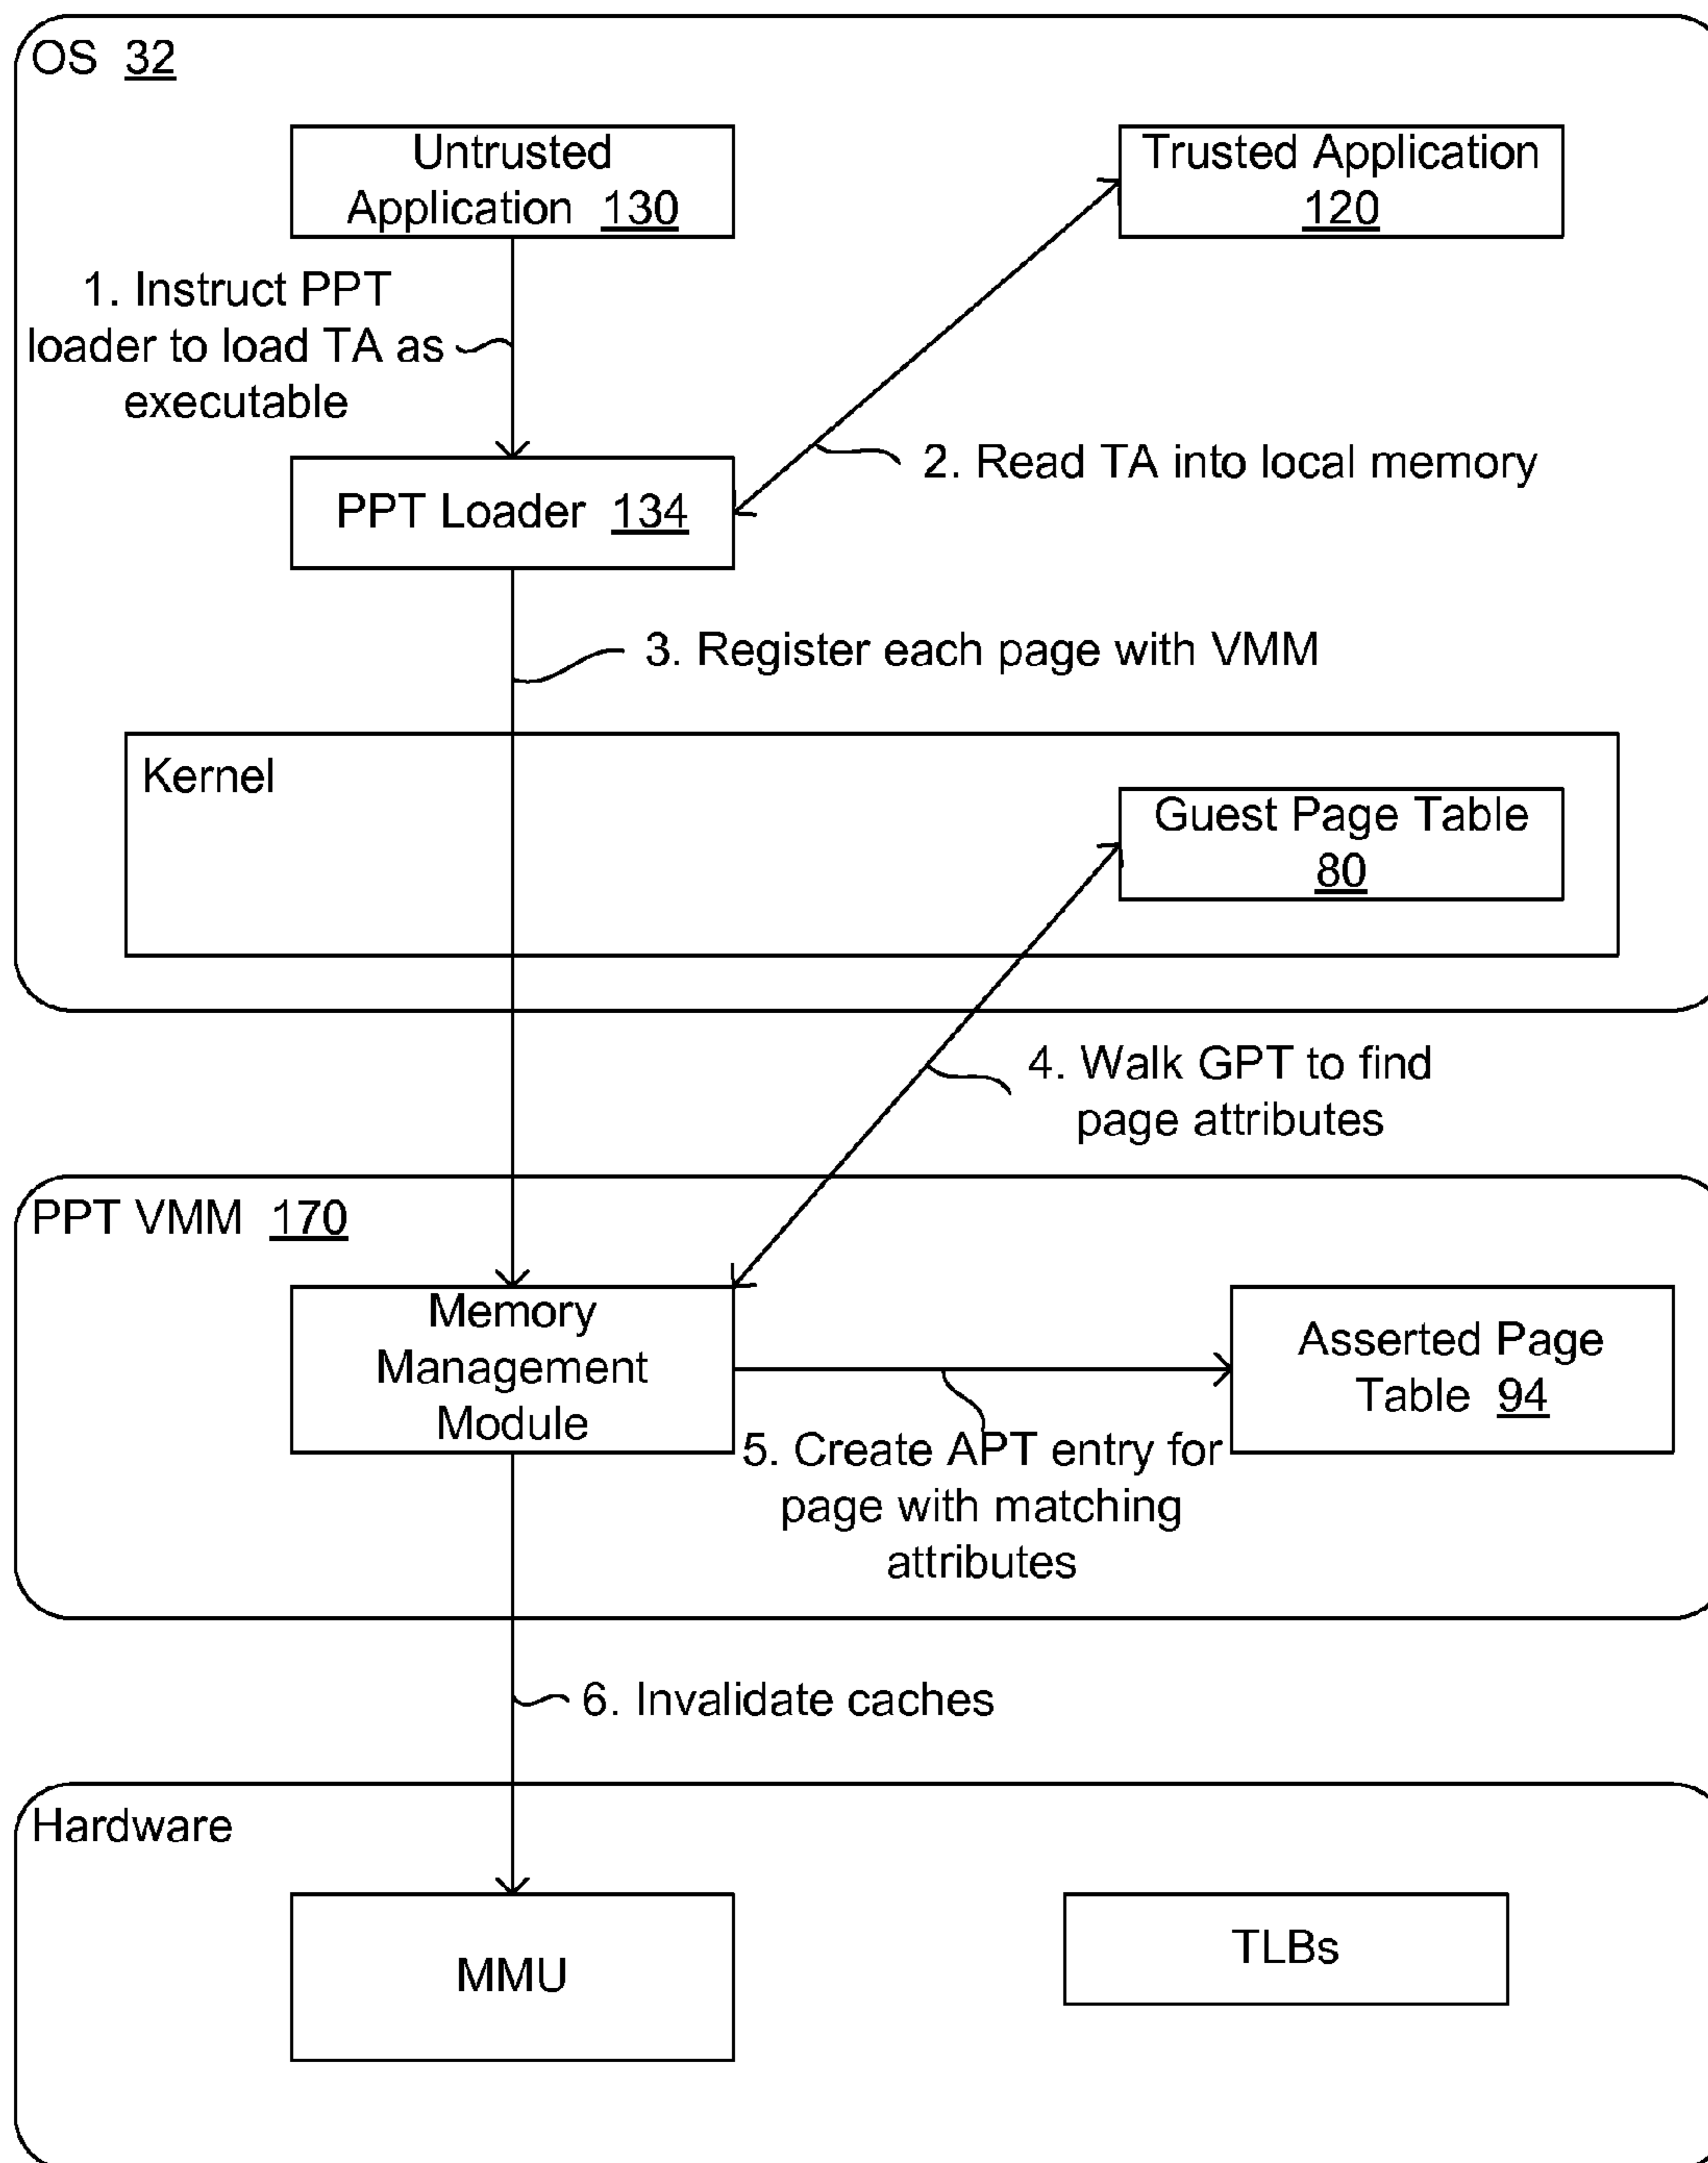 OS 32
Untrusted
Application 130
Trusted Application
120
1. Instruct PPT
loader to load TA as
executable
2. Read TA into local memory
PPT Loader 134
3. Register each page with VMM
Kernel
Guest Page Table
80
4. Walk GPT to find
page attributes
PPT VMM 170
Memory
Management
Module
Asserted Page
Table 94
5. Create APT entry for
page with matching
attributes
6. Invalidate caches
Hardware
MMU
TLBs